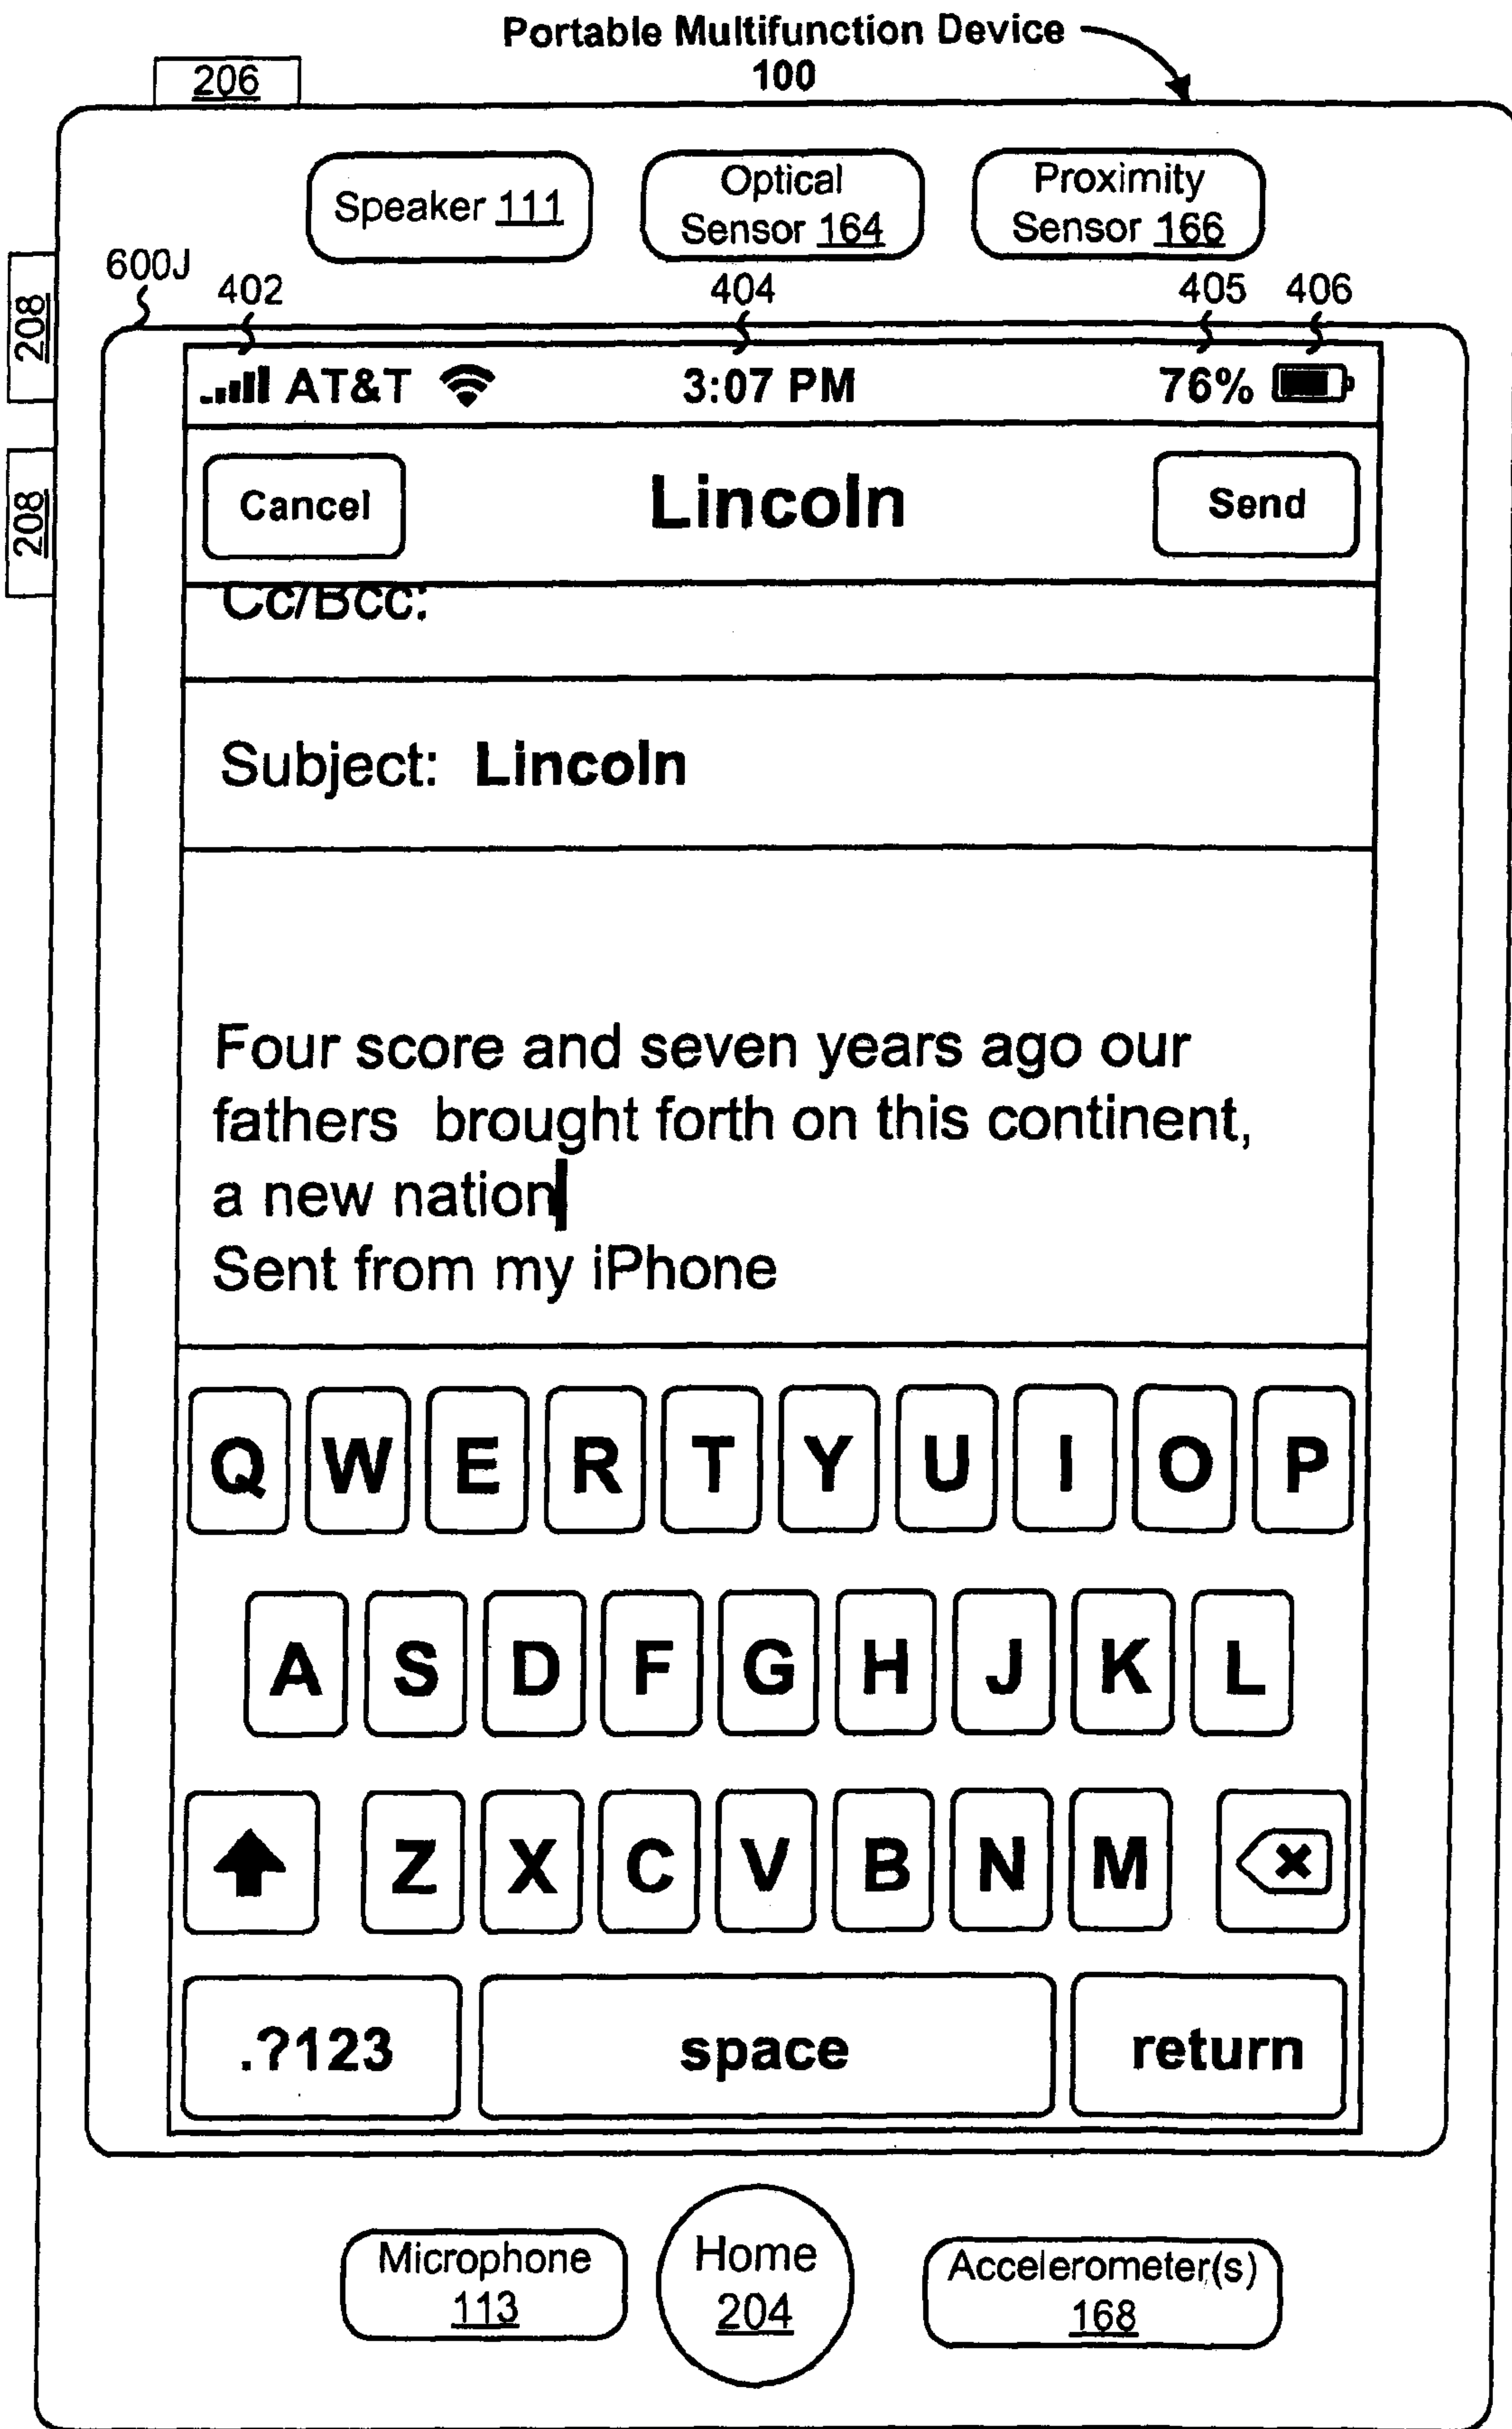 Portable Multifunction Device
100
206
Speaker 111
Optical
Sensor 164
Proximity
Sensor 166
600J
402
404
405
406
208
208
AT&T
3:07 PM
76%
Cancel
Lincoln
Send
Cc/Bcc:
Subject: Lincoln
Four score and seven years ago our
fathers brought forth on this continent,
a new nation
Sent from my iPhone
Q W E R T Y U I O P
A S D F G H J K L
Z X C V B N M
.?123
space
return
Microphone
113
Home
204
Accelerometer(s)
168